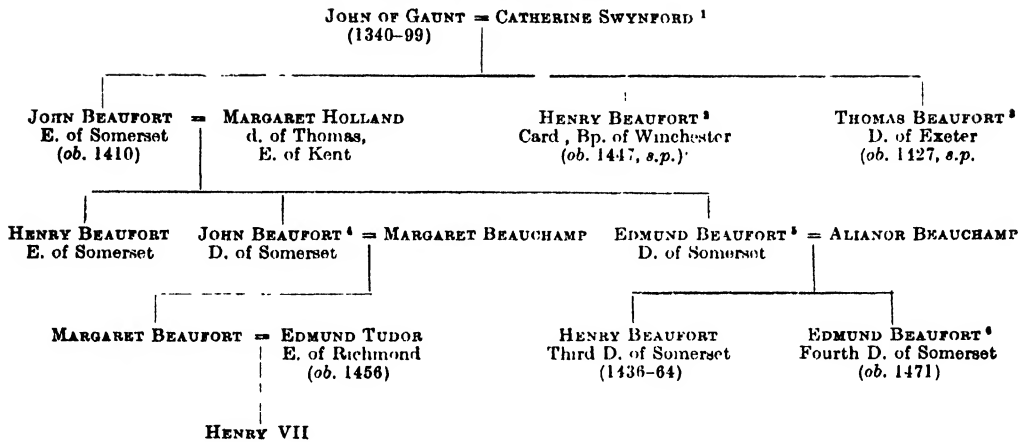 JOHN OF GAUNT = CATHERINE SWYNFORD ¹
(1340–99)
JOHN BEAUFORT = MARGARET HOLLAND HENRY BEAUFORT ² THOMAS BEAUFORT ³
E. of Somerset d. of Thomas, Card, Bp. of Winchester D. of Exeter
(ob. 1410) E. of Kent (ob. 1447, s.p.) (ob. 1427, s.p.
HENRY BEAUFORT JOHN BEAUFORT ⁴ = MARGARET BEAUCHAMP EDMUND BEAUFORT ⁵ = ALIANOR BEAUCHAMP
E. of Somerset D. of Somerset D. of Somerset
MARGARET BEAUFORT = EDMUND TUDOR HENRY BEAUFORT EDMUND BEAUFORT ⁶
E. of Richmond Third D. of Somerset Fourth D. of Somerset
(ob. 1456) (1436–64) (ob. 1471)
HENRY VII